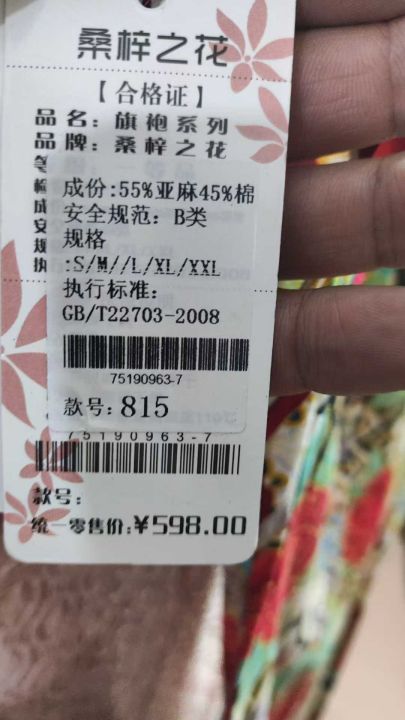 桑梓之花
【合格证】
品名：旗袍系列
品牌：桑梓之花
成份:55%亚麻45%棉
安全规范：B类
规格
:S/M//L/XL/XXL
执行标准：
GB/T22703-2008
75190963-7
款号：815
75190963-7
款号：
统一零售价:¥598.00